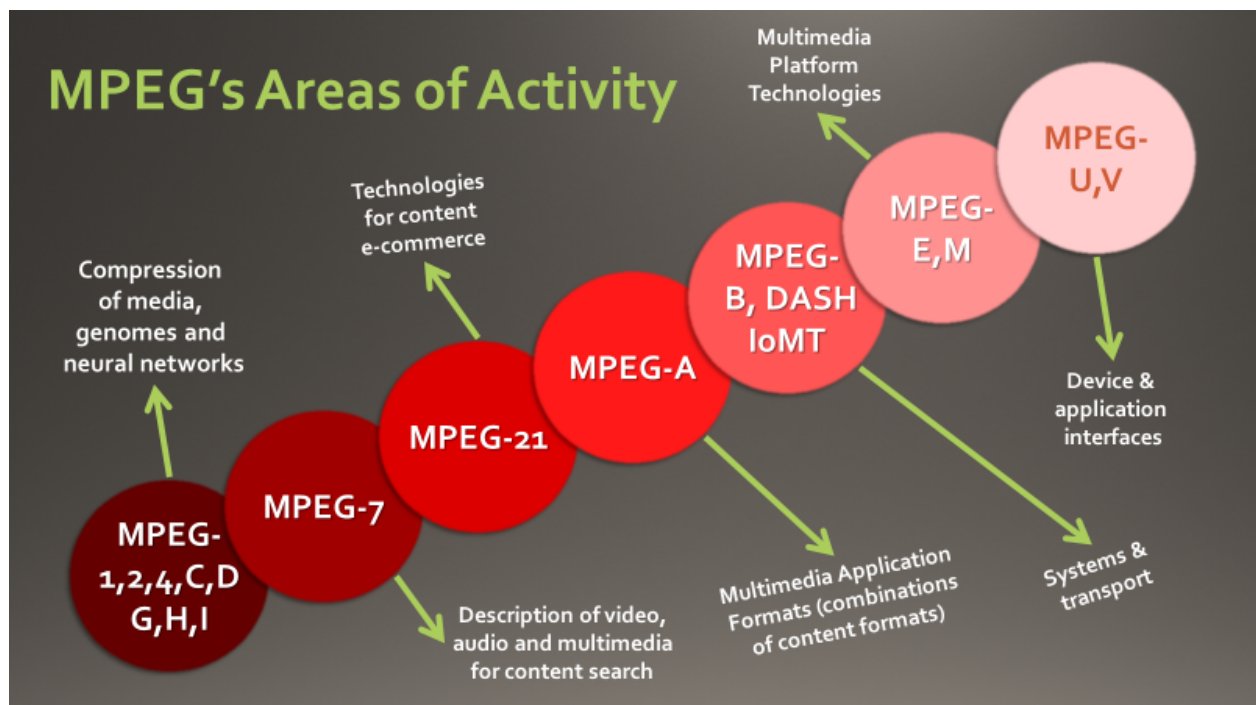 MPEG's Areas of Activity
Multimedia
Platform
Technologies
MPEG-
U,V
Technologies
for content
e-commerce
MPEG-
E,M
Compression
of media,
genomes and
neural networks
MPEG-
B, DASH
IoMT
MPEG-A
Device &
application
interfaces
MPEG-21
MPEG-7
MPEG-
1,2,4,C,D
G,H,I
Description of video,
audio and multimedia
for content search
Multimedia Application
Formats (combinations
of content formats)
Systems &
transport